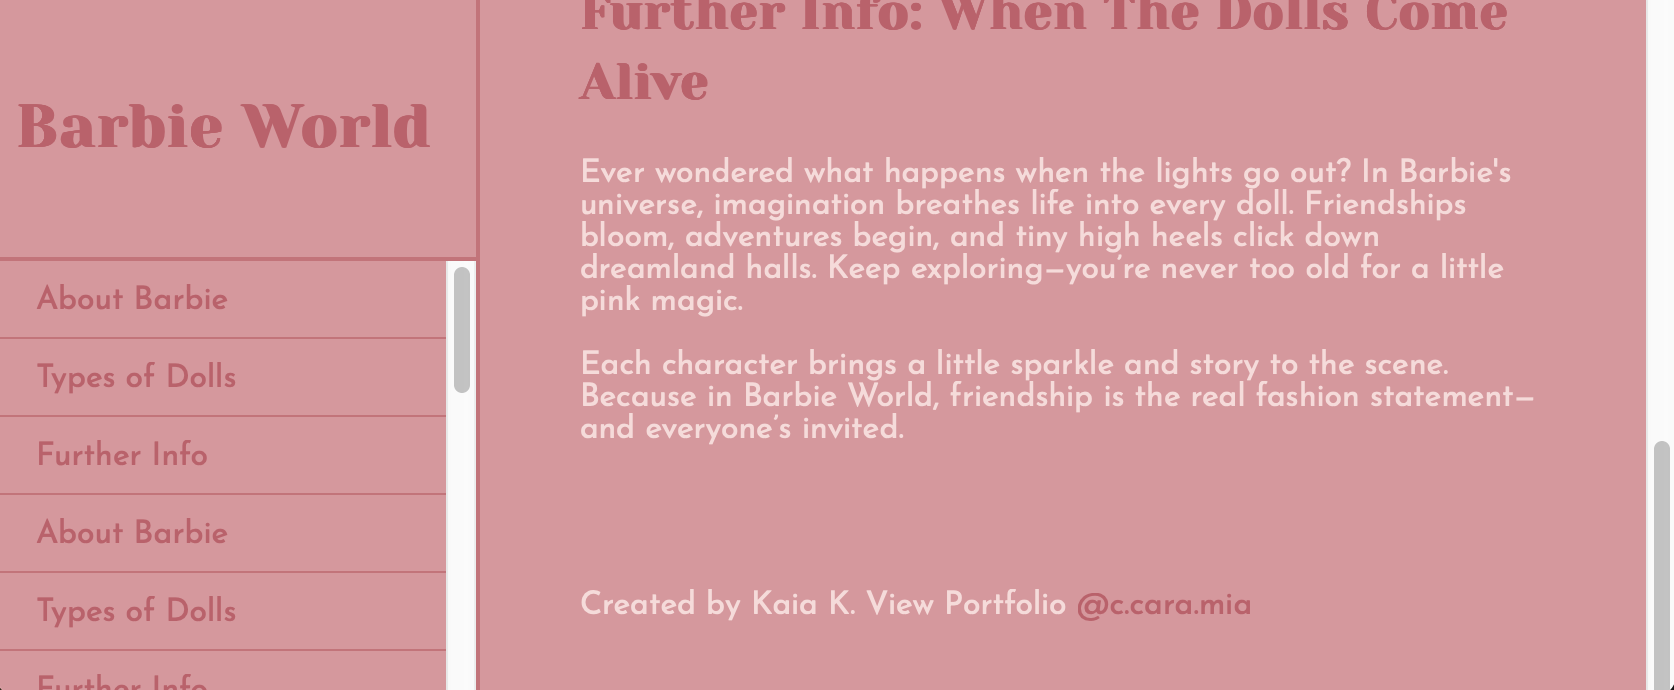 Barbie World
About Barbie
Types of Dolls
Further Info
About Barbie
Types of Dolls
Further Info
Further Info: When The Dolls Come
Alive
Ever wondered what happens when the lights go out? In Barbie's
universe, imagination breathes life into every doll. Friendships
bloom, adventures begin, and tiny high heels click down
dreamland halls. Keep exploring—you’re never too old for a little
pink magic.
Each character brings a little sparkle and story to the scene.
Because in Barbie World, friendship is the real fashion statement—
and everyone’s invited.
Created by Kaia K. View Portfolio @c.cara.mia